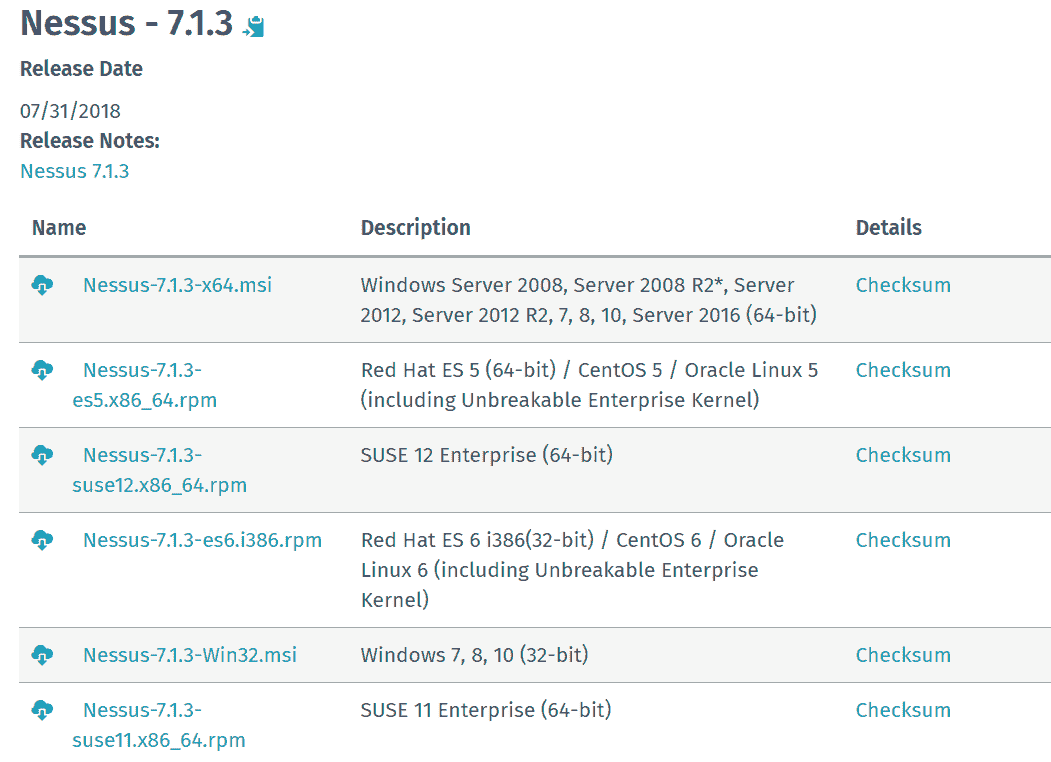 Nessus - 7.1.3
Release Date
07/31/2018
Release Notes:
Nessus 7.1.3
Name Description Details
Nessus-7.1.3-x64.msi Windows Server 2008, Server 2008 R2*, Server Checksum
2012, Server 2012 R2, 7, 8, 10, Server 2016 (64-bit)
Nessus-7.1.3- Red Hat ES 5 (64-bit) / CentOS 5 / Oracle Linux 5 Checksum
es5.x86_64.rpm (including Unbreakable Enterprise Kernel)
Nessus-7.1.3- SUSE 12 Enterprise (64-bit) Checksum
suse12.x86_64.rpm
Nessus-7.1.3-es6.i386.rpm Red Hat ES 6 i386(32-bit) / CentOS 6 / Oracle Checksum
Linux 6 (including Unbreakable Enterprise
Kernel)
Nessus-7.1.3-Win32.msi Windows 7, 8, 10 (32-bit) Checksum
Nessus-7.1.3- SUSE 11 Enterprise (64-bit) Checksum
suse11.x86_64.rpm